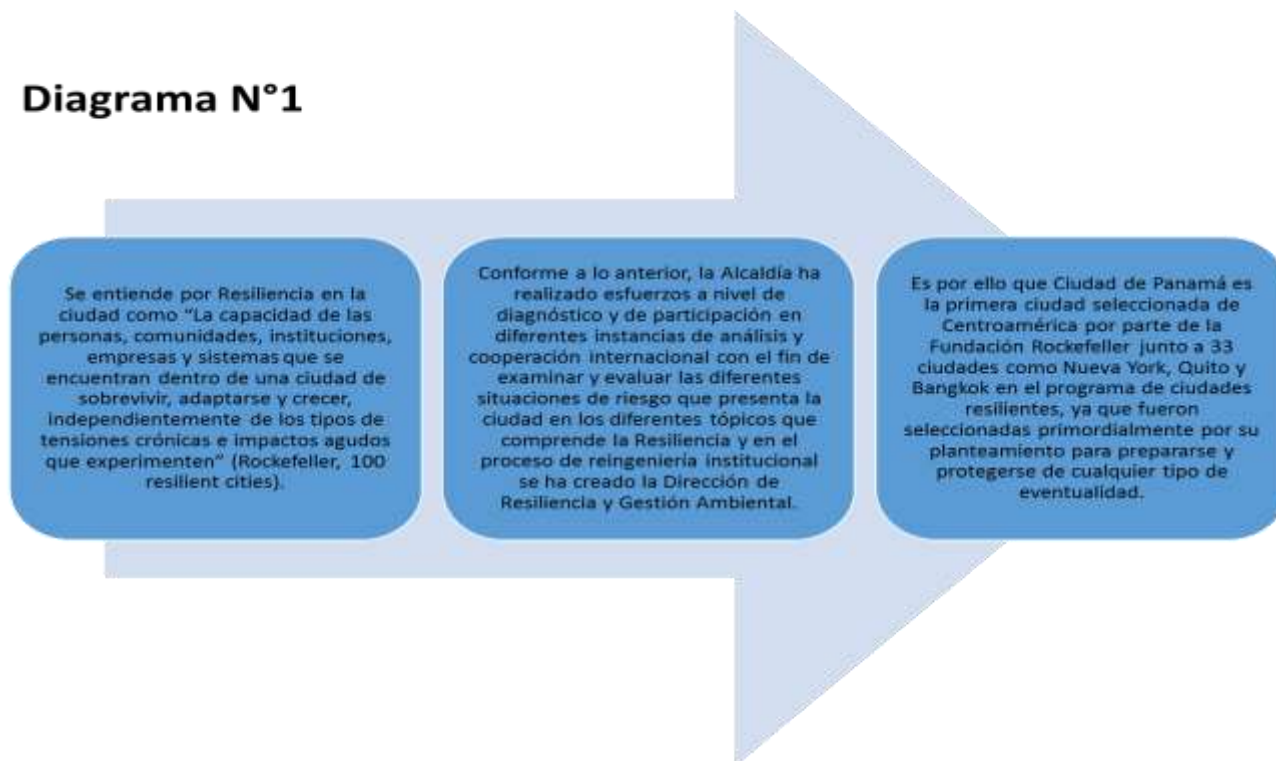 Diagrama N°1
Se entiende por Resiliencia en la
ciudad como “La capacidad de las
personas, comunidades, instituciones,
empresas y sistemas que se
encuentran dentro de una ciudad de
sobrevivir, adaptarse y crecer,
independientemente de los tipos de
tensiones crónicas e impactos agudos
que experimenten” (Rockefeller, 100
resilient cities).
Conforme a lo anterior, la Alcaldía ha
realizado esfuerzos a nivel de
diagnóstico y de participación en
diferentes instancias de análisis y
cooperación internacional con el fin de
examinar y evaluar las diferentes
situaciones de riesgo que presenta la
ciudad en los diferentes tópicos que
comprende la Resiliencia y en el
proceso de reingeniería institucional
se ha creado la Dirección de
Resiliencia y Gestión Ambiental.
Es por ello que Ciudad de Panamá es
la primera ciudad seleccionada de
Centroamérica por parte de la
Fundación Rockefeller junto a 33
ciudades como Nueva York, Quito y
Bangkok en el programa de ciudades
resilientes, ya que fueron
seleccionadas primordialmente por su
planteamiento para prepararse y
protegerse de cualquier tipo de
eventualidad.